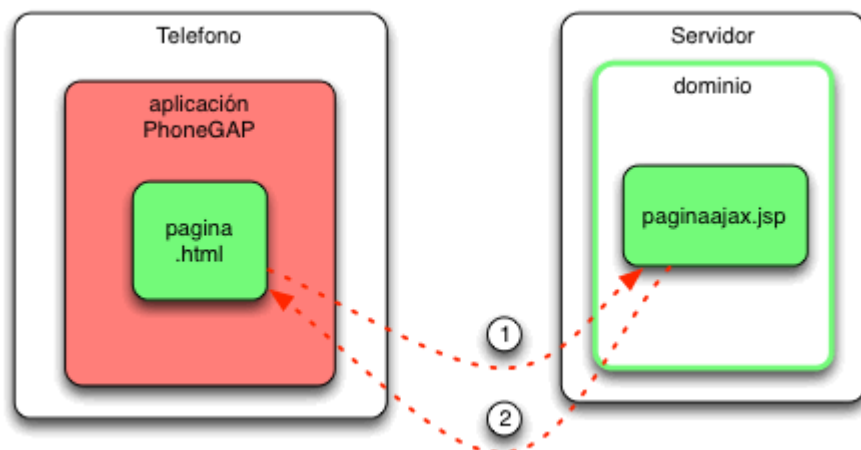 Telefono
aplicación
PhoneGAP
pagina
.html
Servidor
dominio
paginaajax.jsp
1
2